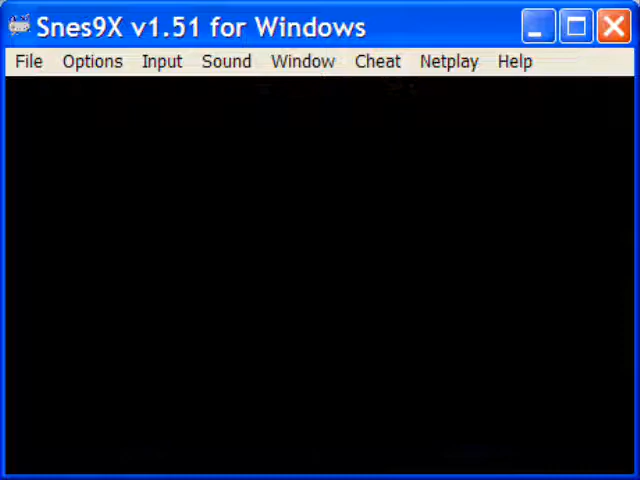 Snes9X v1.51 for Windows
File Options Input Sound Window Cheat Netplay Help